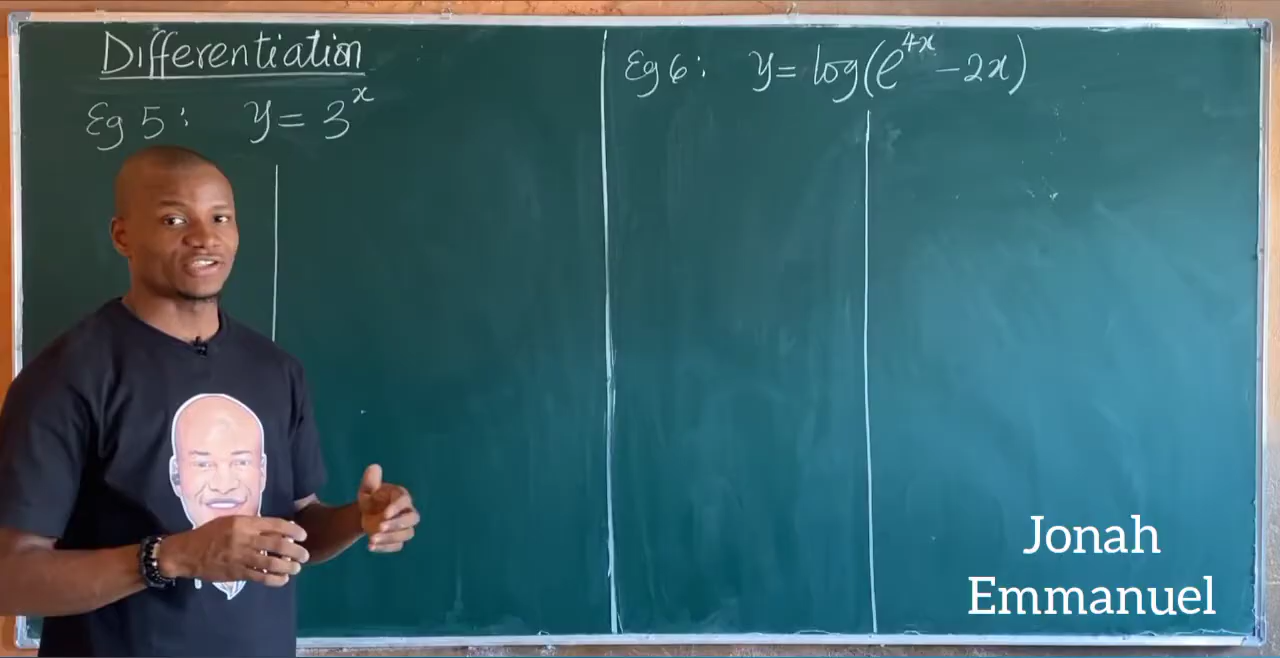 Differentiation
Eg 5: y = 3^x
Eg 6: y = log(e^{4x} - 2x)
Jonah
Emmanuel